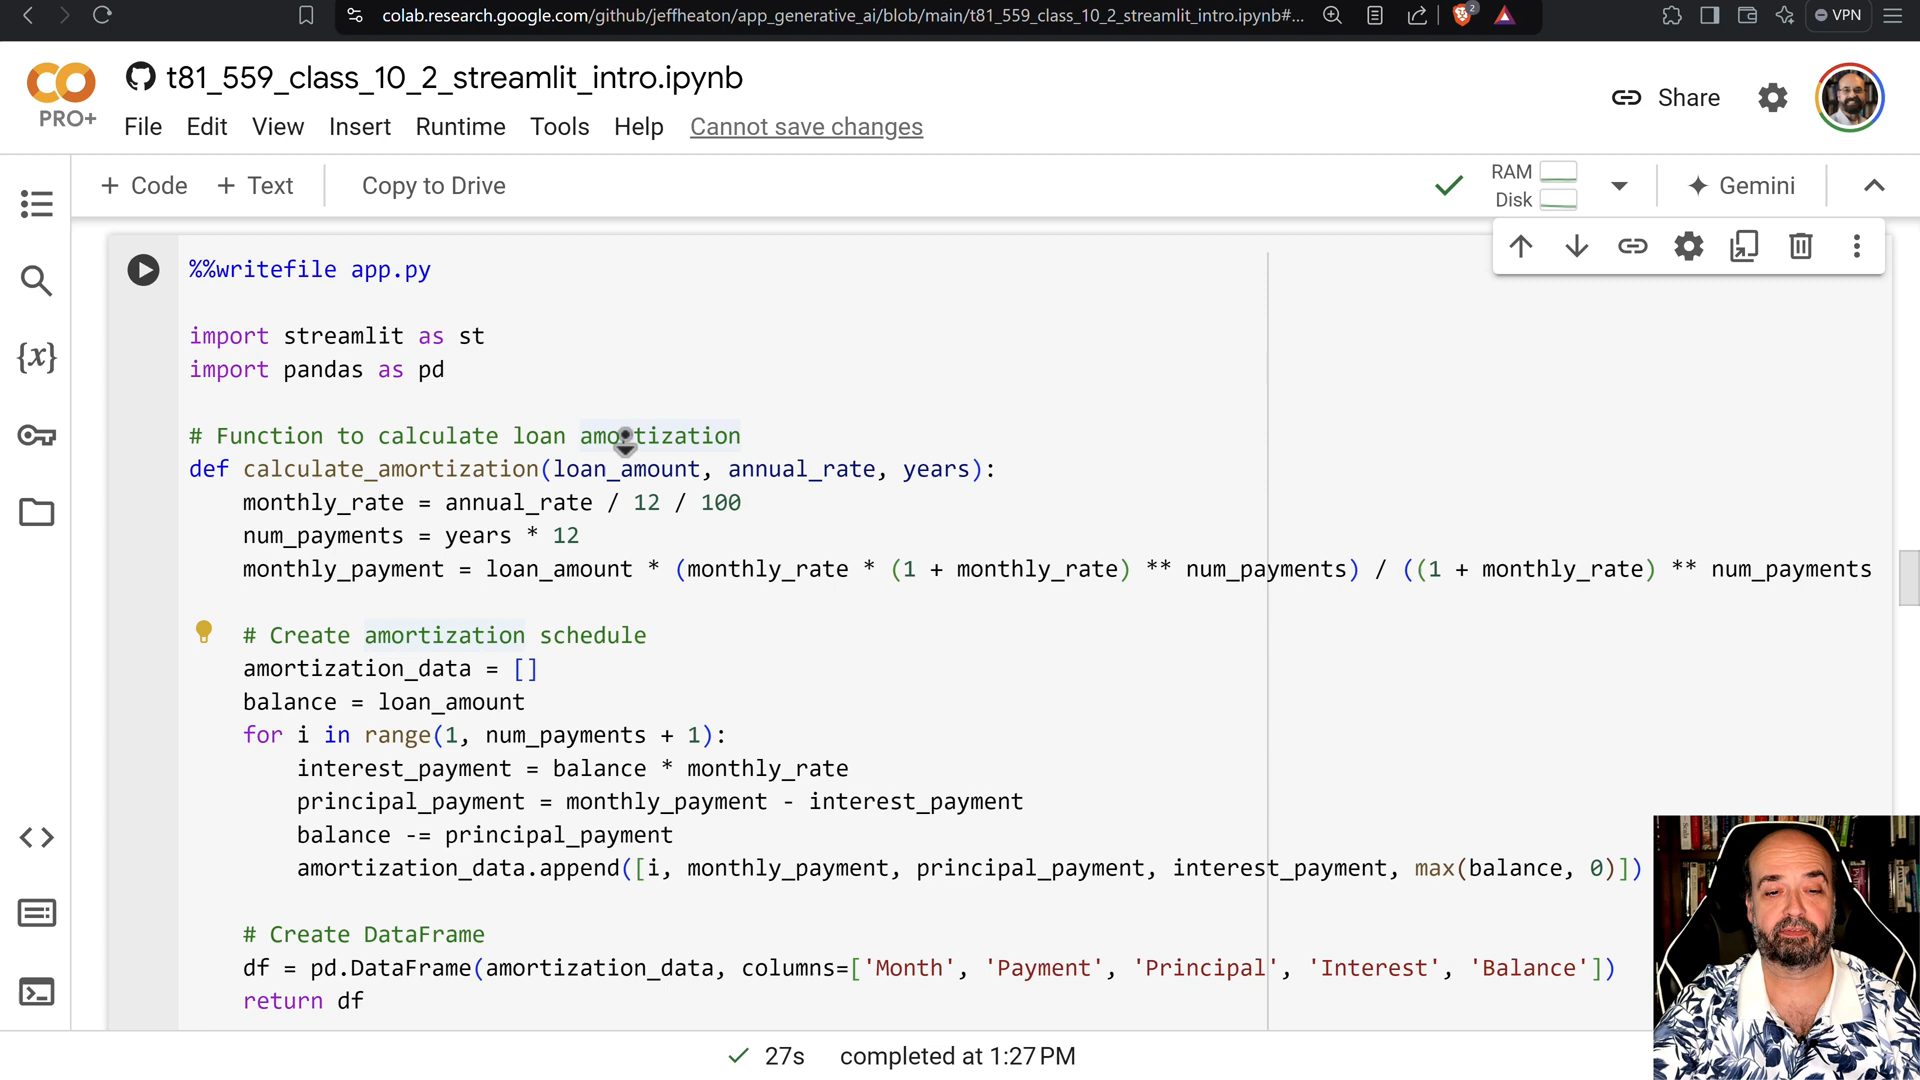 colab.research.google.com/github/jeffheaton/app_generative_ai/blob/main/t81_559_class_10_2_streamlit_intro.ipynb#...
2
VPN
CO
PRO+
t81_559_class_10_2_streamlit_intro.ipynb
File Edit View Insert Runtime Tools Help Cannot save changes
Share
+ Code + Text Copy to Drive
RAM
Disk
Gemini
%%writefile app.py
import streamlit as st
import pandas as pd
# Function to calculate loan amortization
def calculate_amortization(loan_amount, annual_rate, years):
monthly_rate = annual_rate / 12 / 100
num_payments = years * 12
monthly_payment = loan_amount * (monthly_rate * (1 + monthly_rate) ** num_payments) / ((1 + monthly_rate) ** num_payments
# Create amortization schedule
amortization_data = []
balance = loan_amount
for i in range(1, num_payments + 1):
interest_payment = balance * monthly_rate
principal_payment = monthly_payment - interest_payment
balance -= principal_payment
amortization_data.append([i, monthly_payment, principal_payment, interest_payment, max(balance, 0)])
# Create DataFrame
df = pd.DataFrame(amortization_data, columns=['Month', 'Payment', 'Principal', 'Interest', 'Balance'])
return df
{x}
27s completed at 1:27 PM